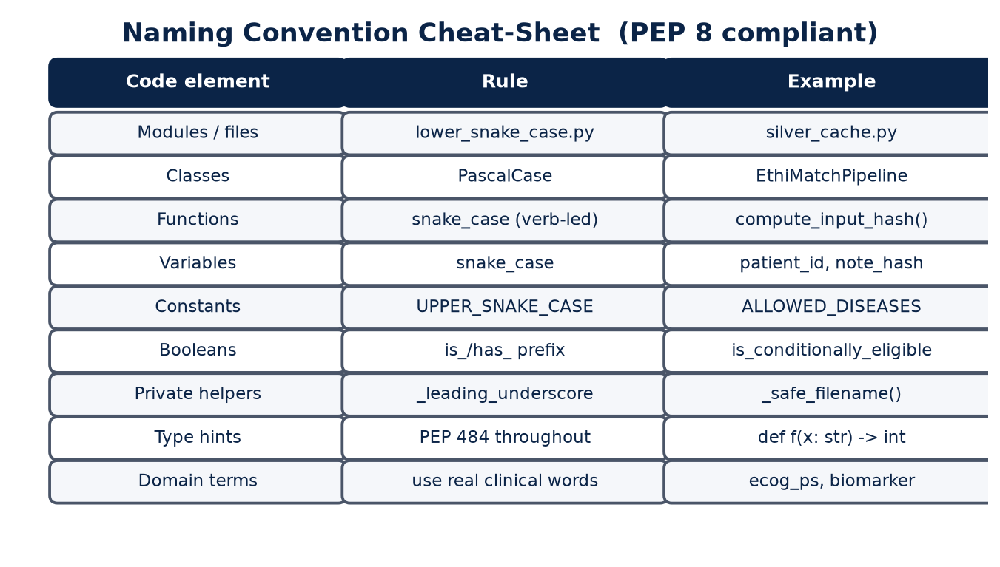 Naming Convention Cheat-Sheet  (PEP 8 compliant)
Code element Rule Example
Modules / files lower_snake_case.py silver_cache.py
Classes PascalCase EthiMatchPipeline
Functions snake_case (verb-led) compute_input_hash()
Variables snake_case patient_id, note_hash
Constants UPPER_SNAKE_CASE ALLOWED_DISEASES
Booleans is_/has_ prefix is_conditionally_eligible
Private helpers _leading_underscore _safe_filename()
Type hints PEP 484 throughout def f(x: str) -> int
Domain terms use real clinical words ecog_ps, biomarker